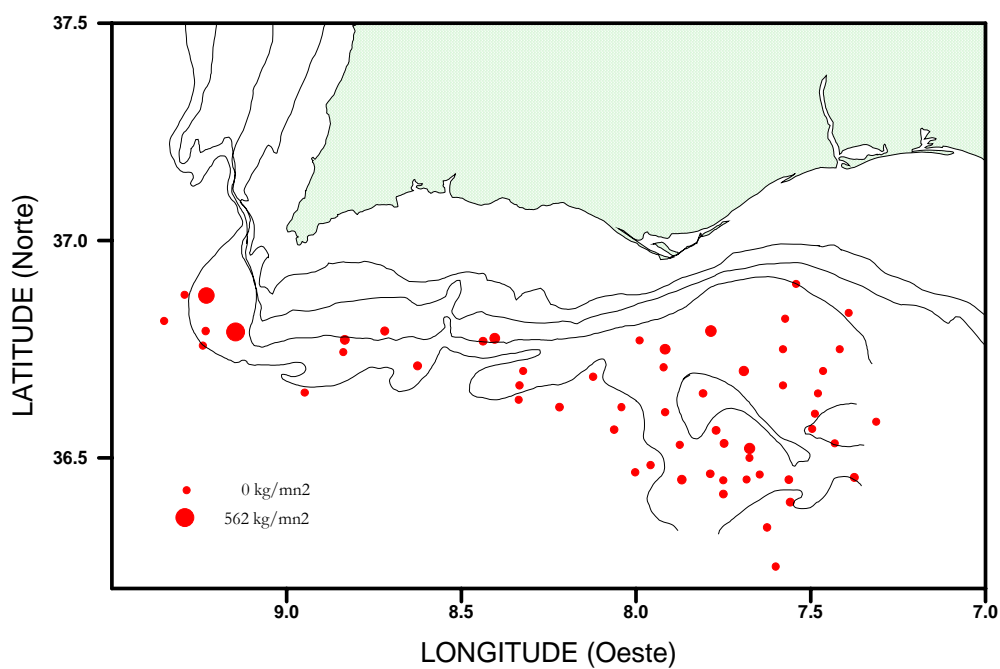 37.5
37.0
36.5
LATITUDE (Norte)
0 kg/mn2
562 kg/mn2
9.0 8.5 8.0 7.5 7.0
LONGITUDE (Oeste)